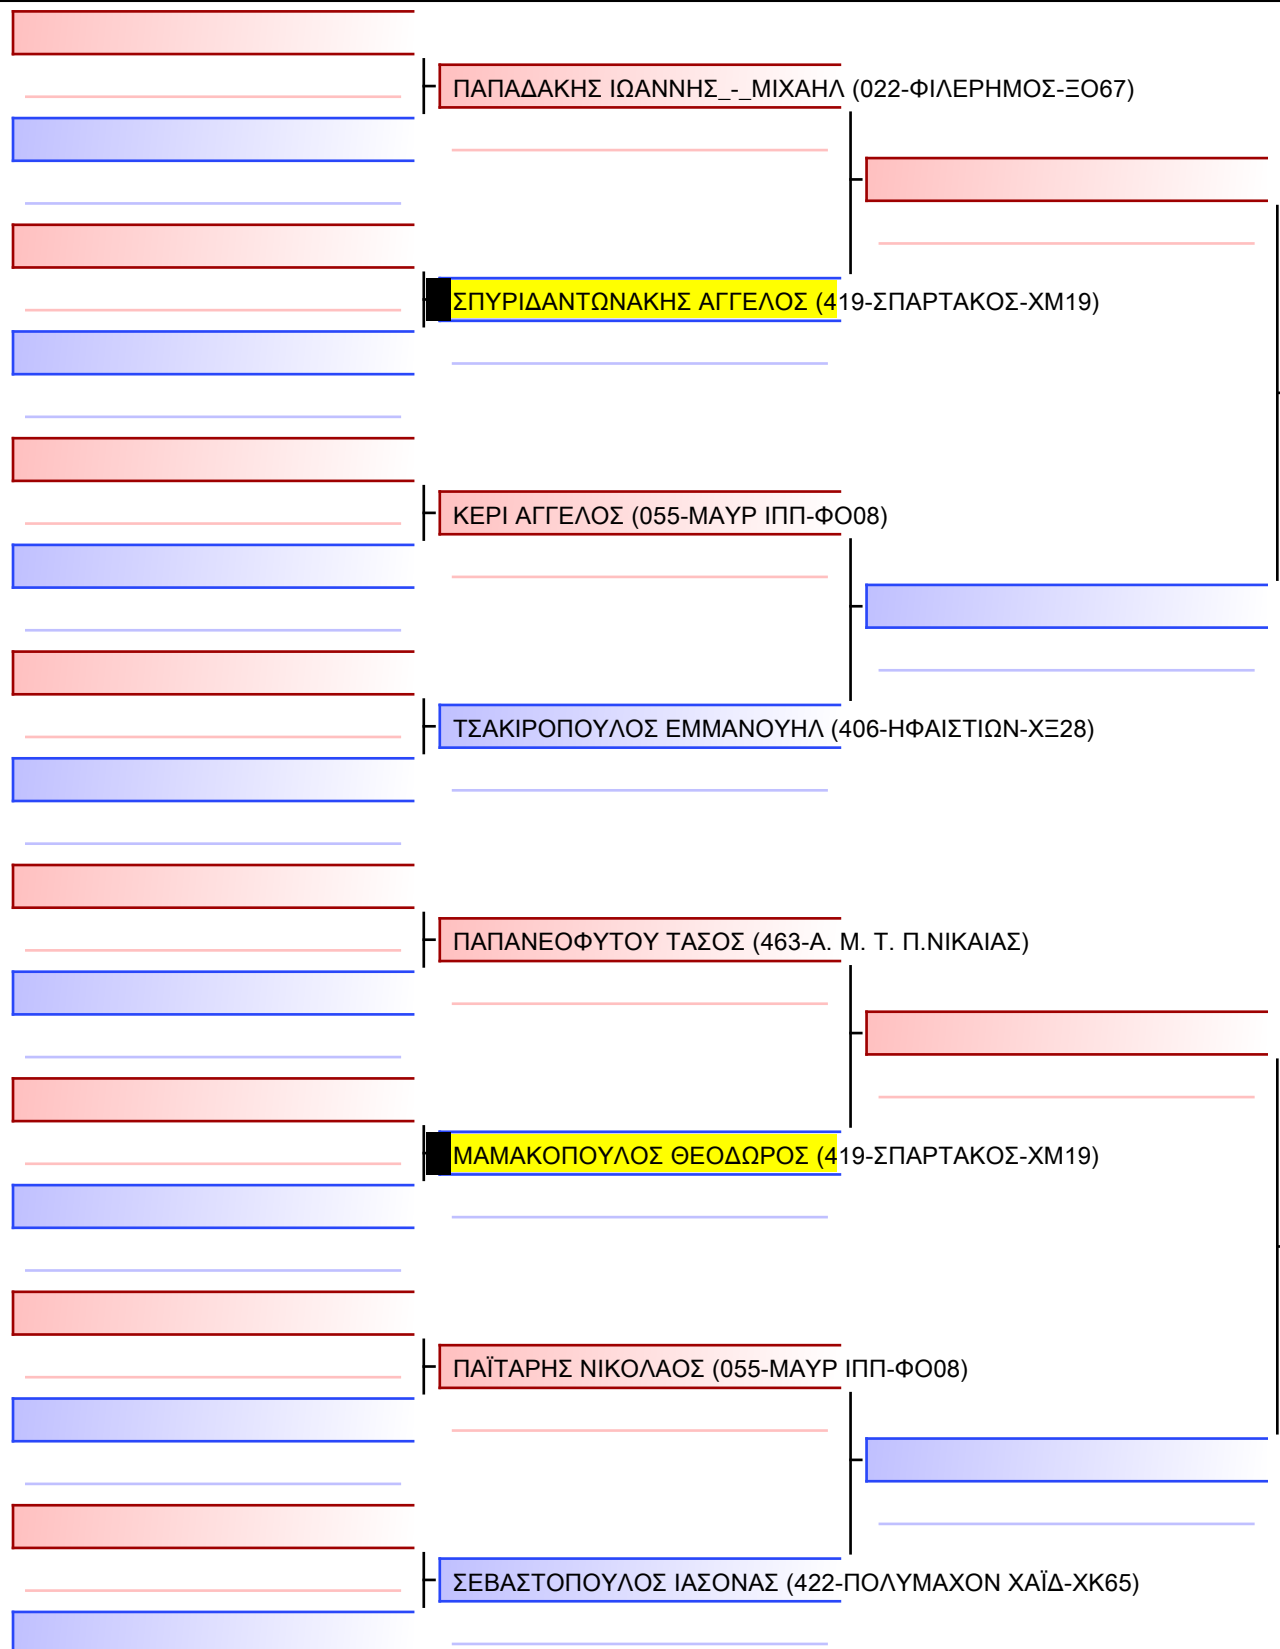 ΠΑΠΑΔΑΚΗΣ ΙΩΑΝΝΗΣ_-_ΜΙΧΑΗΛ (022-ΦΙΛΕΡΗΜΟΣ-ΞΟ67)
ΣΠΥΡΙΔΑΝΤΩΝΑΚΗΣ ΑΓΓΕΛΟΣ (419-ΣΠΑΡΤΑΚΟΣ-ΧΜ19)
ΚΕΡΙ ΑΓΓΕΛΟΣ (055-ΜΑΥΡ ΙΠΠ-ΦΟ08)
ΤΣΑΚΙΡΟΠΟΥΛΟΣ ΕΜΜΑΝΟΥΗΛ (406-ΗΦΑΙΣΤΙΩΝ-ΧΞ28)
ΠΑΠΑΝΕΟΦΥΤΟΥ ΤΑΣΟΣ (463-Α. Μ. Τ. Π.ΝΙΚΑΙΑΣ)
ΜΑΜΑΚΟΠΟΥΛΟΣ ΘΕΟΔΩΡΟΣ (419-ΣΠΑΡΤΑΚΟΣ-ΧΜ19)
ΠΑΪΤΑΡΗΣ ΝΙΚΟΛΑΟΣ (055-ΜΑΥΡ ΙΠΠ-ΦΟ08)
ΣΕΒΑΣΤΟΠΟΥΛΟΣ ΙΑΣΟΝΑΣ (422-ΠΟΛΥΜΑΧΟΝ ΧΑΪΔ-ΧΚ65)